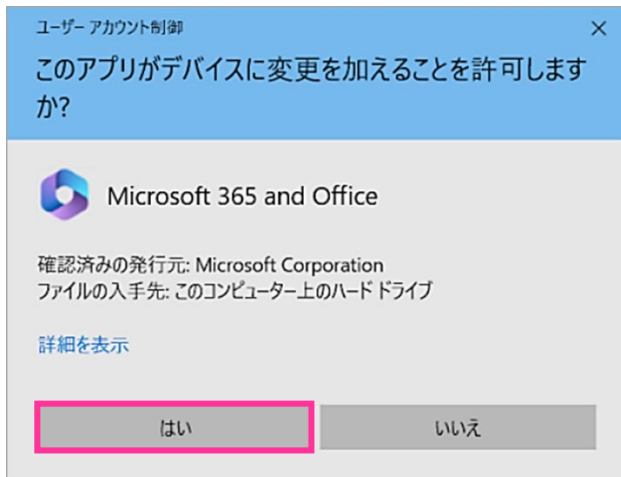 ユーザー アカウント制御
このアプリがデバイスに変更を加えることを許可します
か?
Microsoft 365 and Office
確認済みの発行元: Microsoft Corporation
ファイルの入手先: このコンピューター上のハード ドライブ
詳細を表示
はい
いいえ